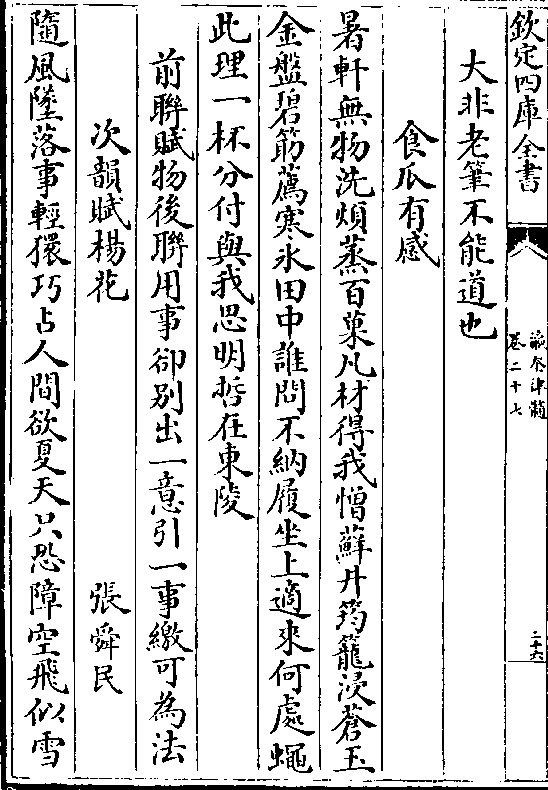 欽定四庫全書
瀛奎律髓
卷二十七
二十六
大非老筆不能道也
食瓜有感
暑軒無物洗煩蒸百菓凡材得我憎蘚井筠籠浸蒼玉
金盤碧筯薦寒氷田中誰問不納履坐上適來何處蠅
此理一杯分付與我思明哲在東陵
前聯賦物後聯用事卻别出一意引一事繳可為法
次韻賦楊花
張舜民
隨風墜落事輕獧巧占人間欲夏天只恐障空飛似雪